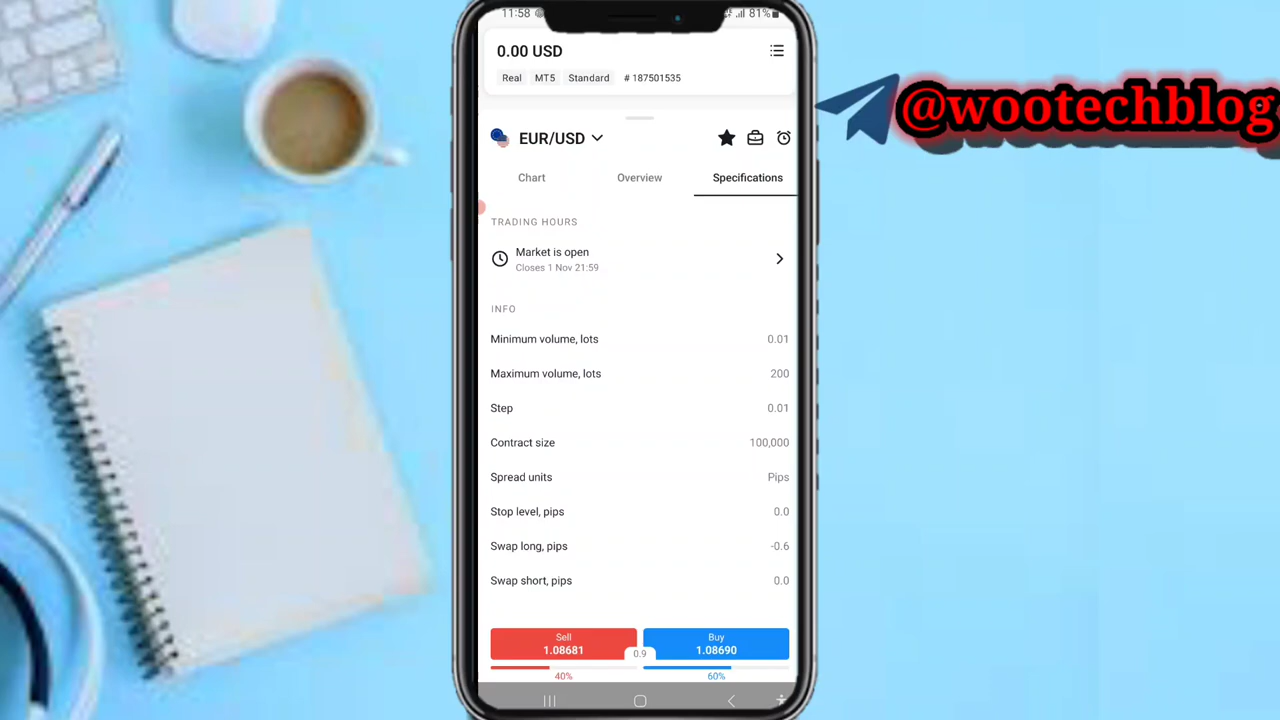 11:58
81%
0.00 USD
Real MT5 Standard # 187501535
@wootechblog
EUR/USD
Chart Overview Specifications
TRADING HOURS
Market is open
Closes 1 Nov 21:59
INFO
Minimum volume, lots 0.01
Maximum volume, lots 200
Step 0.01
Contract size 100,000
Spread units Pips
Stop level, pips 0.0
Swap long, pips -0.6
Swap short, pips 0.0
Sell Buy
1.08681 0.9 1.08690
40% 60%